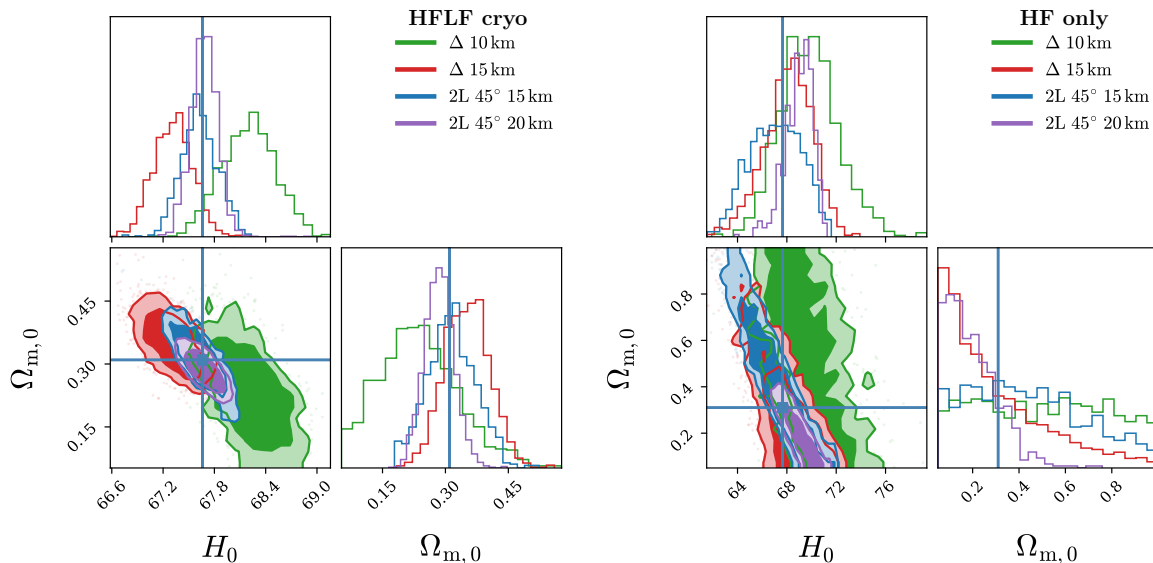 HFLF cryo
Δ 10 km
Δ 15 km
2L 45° 15 km
2L 45° 20 km
0.45
0.30
0.15
Ωm,0
66.6
67.2
67.8
68.4
69.0
H0
0.15
0.30
0.45
Ωm,0
HF only
Δ 10 km
Δ 15 km
2L 45° 15 km
2L 45° 20 km
0.8
0.6
0.4
0.2
Ωm,0
64
68
72
76
H0
0.2
0.4
0.6
0.8
Ωm,0